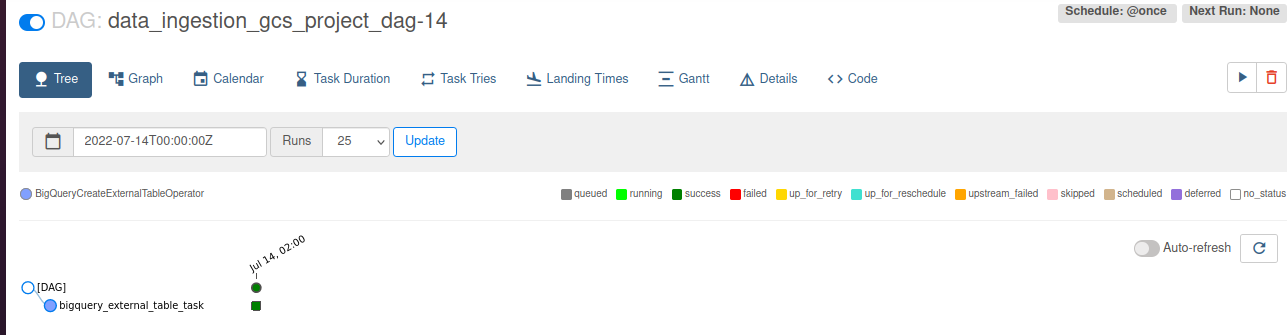 DAG: data_ingestion_gcs_project_dag-14
Schedule: @once
Next Run: None
Tree
Graph
Calendar
Task Duration
Task Tries
Landing Times
Gantt
Details
Code
2022-07-14T00:00:00Z
Runs
25
Update
BigQueryCreateExternalTableOperator
queued
running
success
failed
up_for_retry
up_for_reschedule
upstream_failed
skipped
scheduled
deferred
no_status
Auto-refresh
Jul 14, 02:00
[DAG]
bigquery_external_table_task